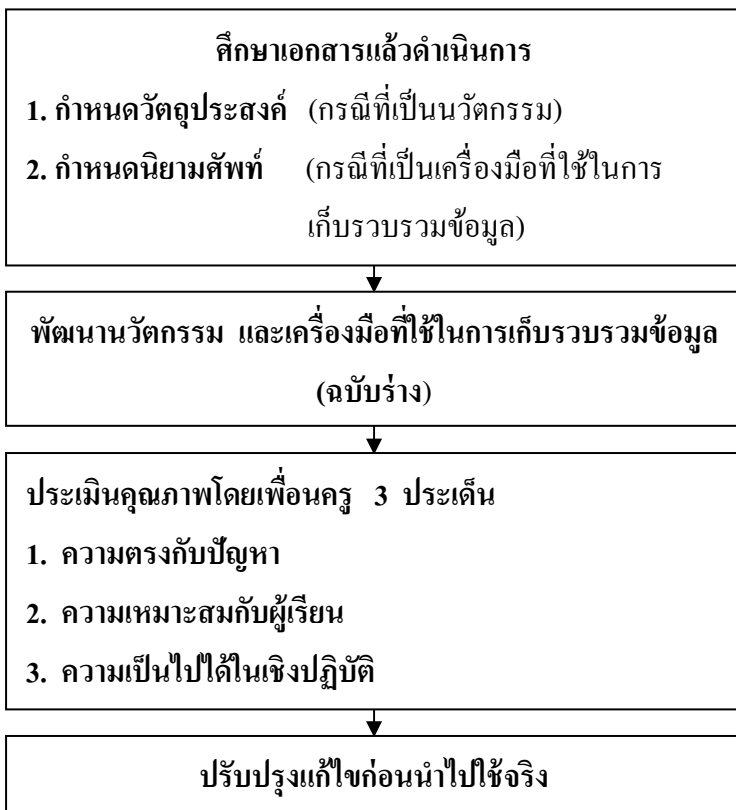 ศึกษาเอกสารแล้วดำเนินการ
1. กำหนดวัตถุประสงค์ (กรณีที่เป็นนวัตกรรม)
2. กำหนดนิยามศัพท์ (กรณีที่เป็นเครื่องมือที่ใช้ในการ
เก็บรวบรวมข้อมูล)
พัฒนานวัตกรรม และเครื่องมือที่ใช้ในการเก็บรวบรวมข้อมูล
(ฉบับร่าง)
ประเมินคุณภาพโดยเพื่อนครู 3 ประเด็น
1. ความตรงกับปัญหา
2. ความเหมาะสมกับผู้เรียน
3. ความเป็นไปได้ในเชิงปฏิบัติ
ปรับปรุงแก้ไขก่อนนำไปใช้จริง